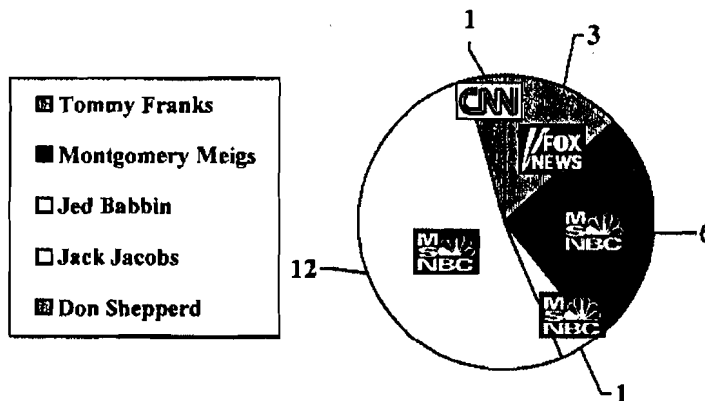 1
3
CNN
Tommy Franks
FOX
NEWS
Montgomery Meigs
Jed Babbin
MS
NBC
6
MS
NBC
Jack Jacobs
12
MS
NBC
Don Shepperd
1